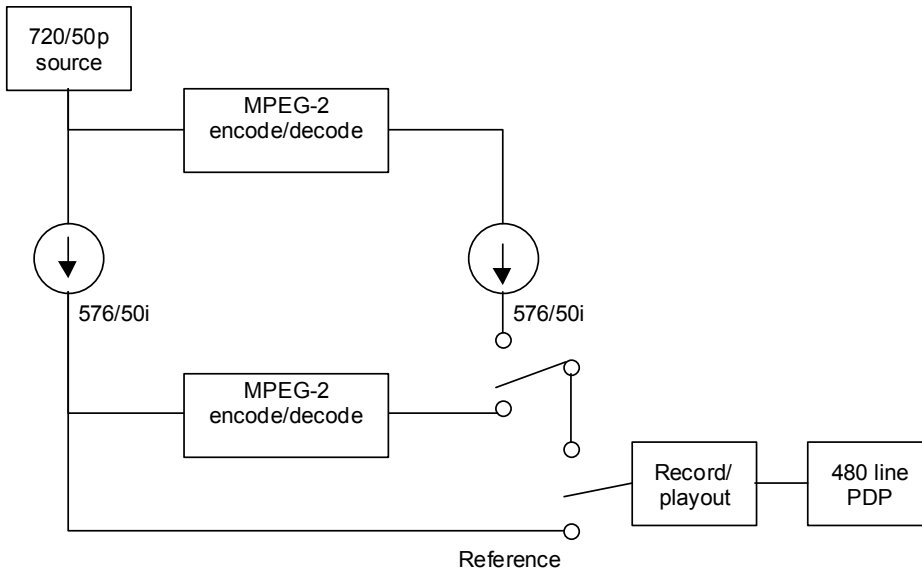 720/50p
source
MPEG-2
encode/decode
576/50i
576/50i
MPEG-2
encode/decode
Record/
playout
480 line
PDP
Reference